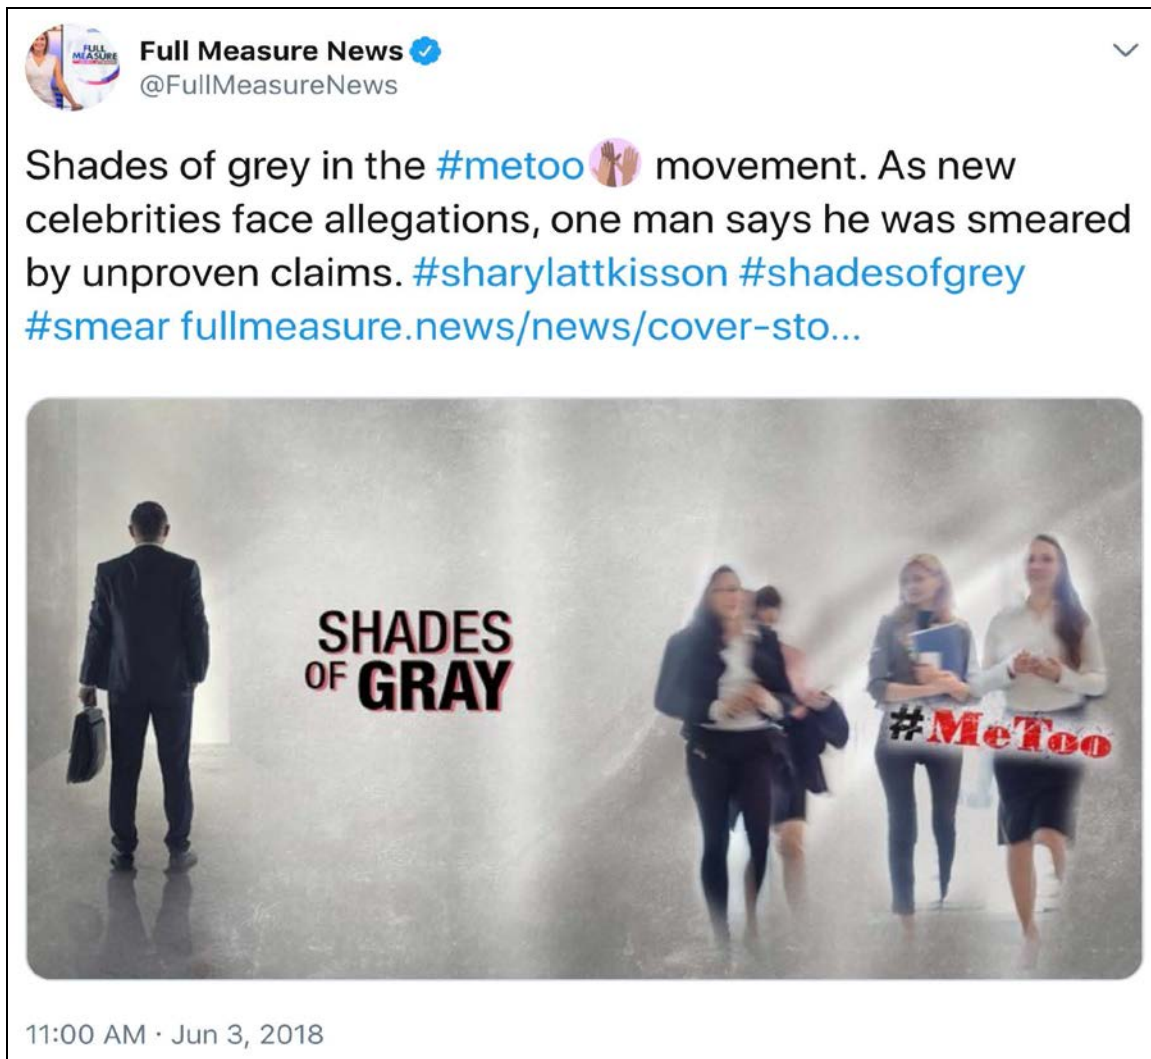 FULL
MEASURE
Full Measure News
@FullMeasureNews
Shades of grey in the #metoo movement. As new
celebrities face allegations, one man says he was smeared
by unproven claims. #sharylattkisson #shadesofgrey
#smear fullmeasure.news/news/cover-sto...
SHADES
OF GRAY
#MeToo
11:00 AM · Jun 3, 2018